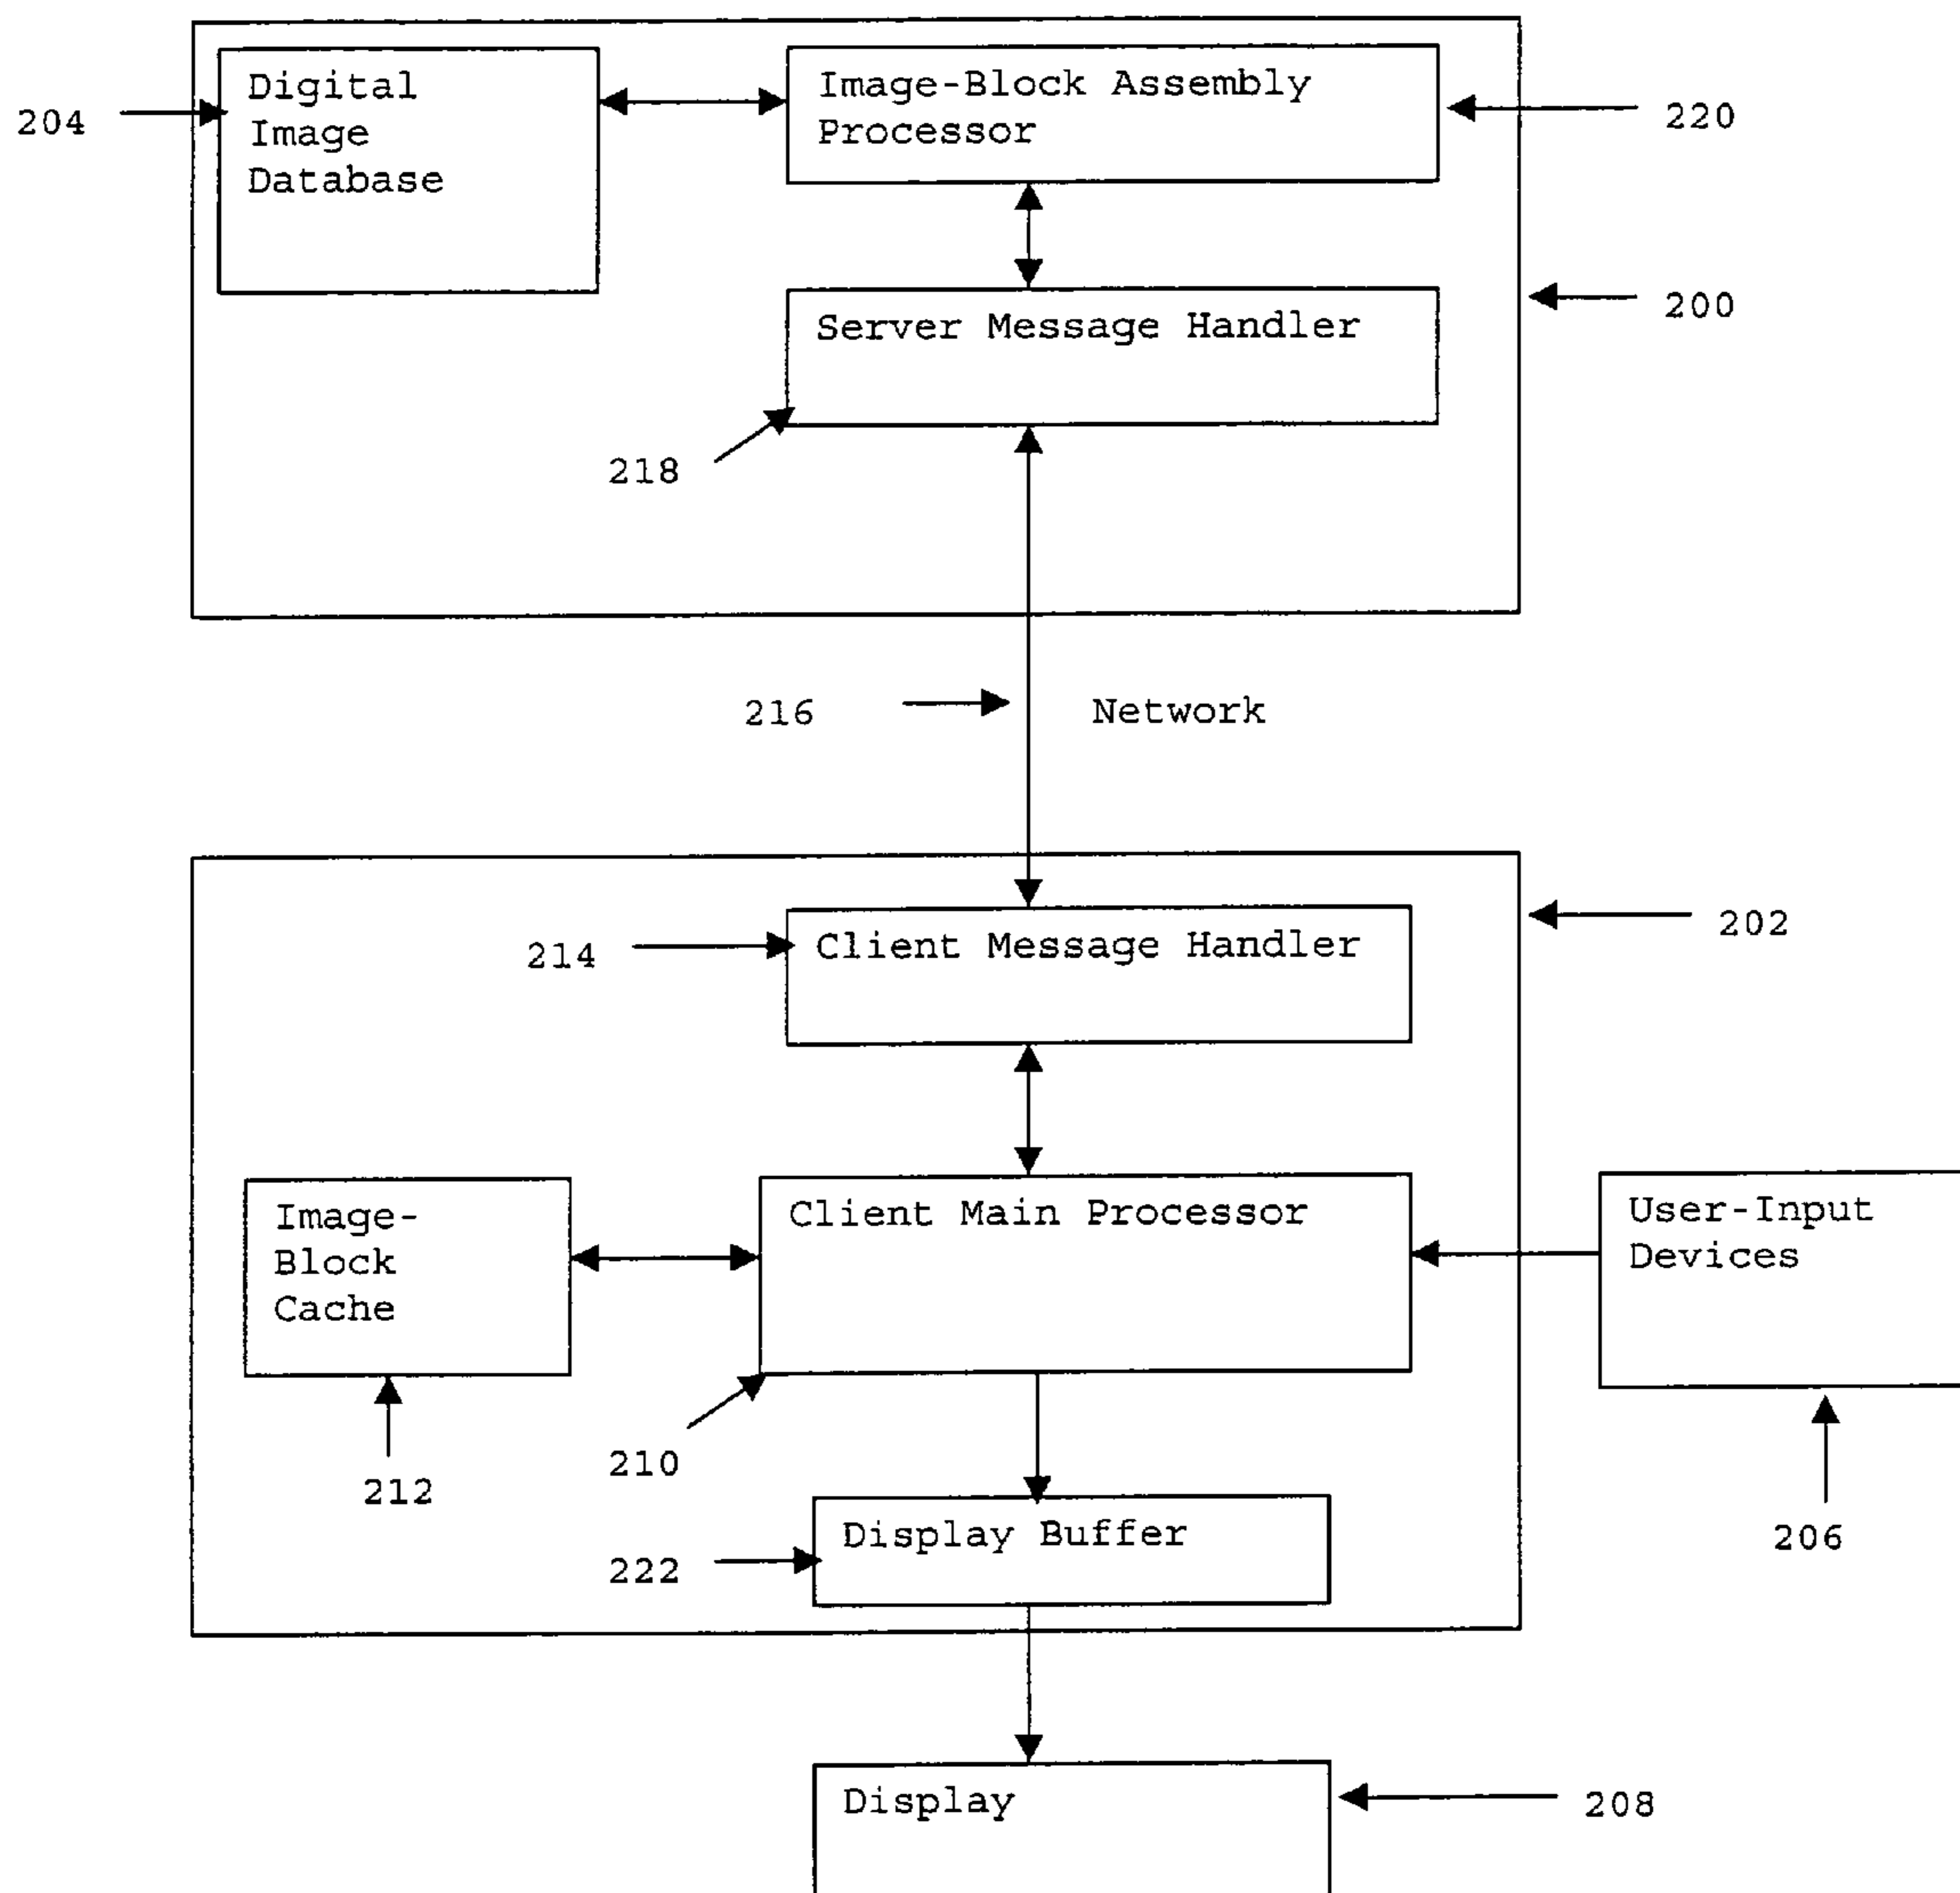 Digital
Image
Database
Image-Block Assembly
Processor
204
220
Server Message Handler
200
218
216
Network
Client Message Handler
202
214
Image-
Block
Cache
Client Main Processor
User-Input
Devices
210
212
Display Buffer
206
222
Display
208